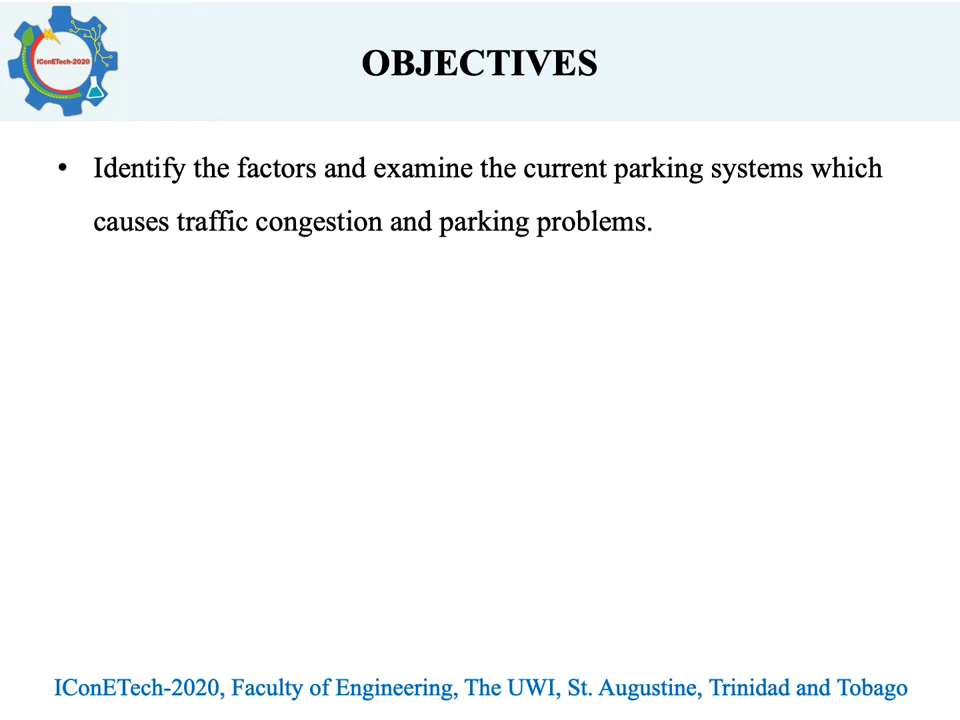 IConETech-2020
OBJECTIVES
• Identify the factors and examine the current parking systems which
causes traffic congestion and parking problems.
IConETech-2020, Faculty of Engineering, The UWI, St. Augustine, Trinidad and Tobago